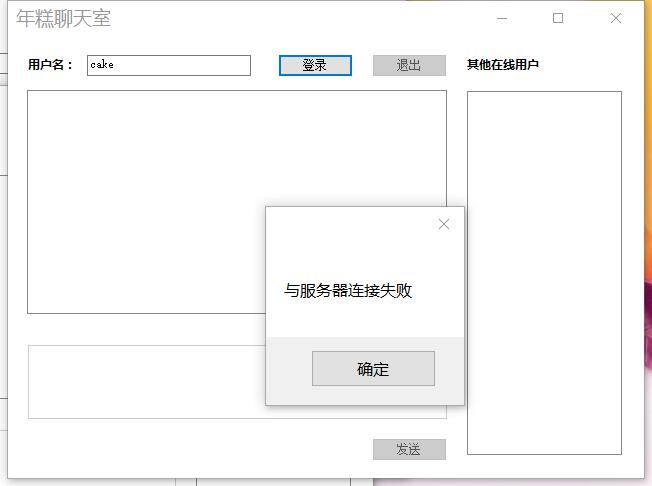 年糕聊天室
用户名： cake 登录 退出 其他在线用户
与服务器连接失败
确定
发送